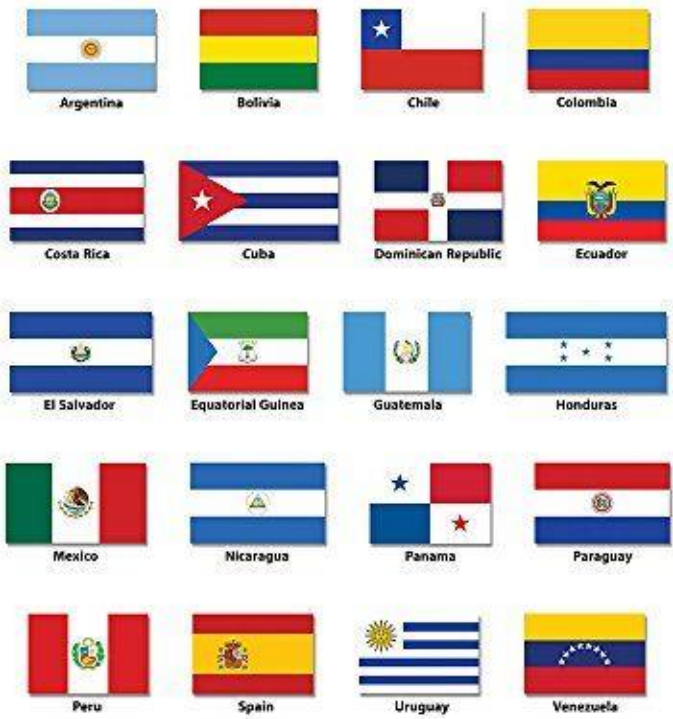 Argentina
Bolivia
Chile
Colombia
Costa Rica
Cuba
Dominican Republic
Ecuador
El Salvador
Equatorial Guinea
Guatemala
Honduras
Mexico
Nicaragua
Panama
Paraguay
Peru
Spain
Uruguay
Venezuela